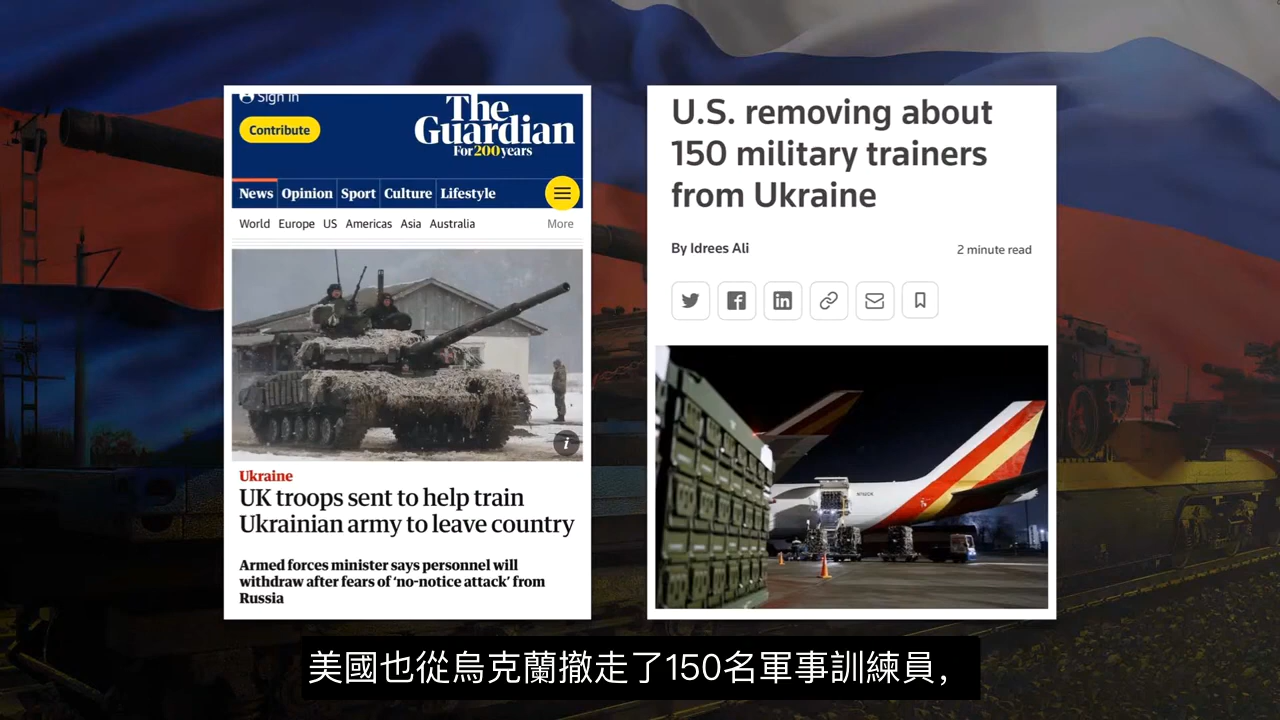 Sign in
Contribute
The
Guardian
For 200 years
News Opinion Sport Culture Lifestyle
World Europe US Americas Asia Australia More
i
Ukraine
UK troops sent to help train
Ukrainian army to leave country
Armed forces minister says personnel will
withdraw after fears of ‘no-notice attack’ from
Russia
U.S. removing about
150 military trainers
from Ukraine
By Idrees Ali 2 minute read
美國也從烏克蘭撤走了150名軍事訓練員，